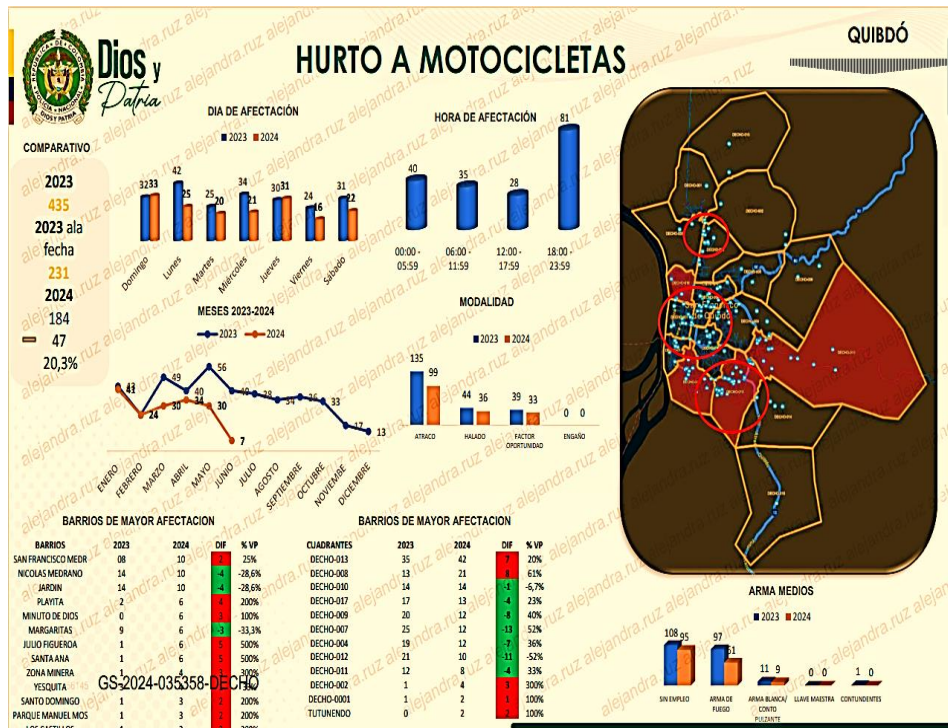 HURTO A MOTOCICLETAS
QUIBDÓ
Dios y
Patria
COMPARATIVO
2023
435
2023 ala
fecha
231
2024
184
47
20,3%
DIA DE AFECTACIÓN
2023 2024
32 33 42 25 25 20 34 21 30 31 24 16 31 22
Domingo Lunes Martes Miércoles Jueves Viernes Sábado
HORA DE AFECTACIÓN
40 35 28 81
00:00 - 05:59
06:00 - 11:59
12:00 - 17:59
18:00 - 23:59
MESES 2023-2024
2023 2024
41 24 49 30 40 34 56 30 7 33 17 13
ENERO FEBRERO MARZO ABRIL MAYO JUNIO JULIO AGOSTO SEPTIEMBRE OCTUBRE NOVIEMBE DICIEMBRE
MODALIDAD
2023 2024
135 99 44 36 39 33 0 0
ATRACO HALADO FACTOR OPORTUNIDAD ENGAÑO
BARRIOS DE MAYOR AFECTACION
BARRIOS 2023 2024 DIF % VP
SAN FRANCISCO MEDR 08 10 2 25%
NICOLAS MEDRANO 14 10 -4 -28,6%
JARDIN 14 10 -4 -28,6%
PLAYITA 2 6 4 200%
MINUTO DE DIOS 0 6 100%
MARGARITAS 9 6 -3 -33,3%
JULIO FIGUEROA 1 6 5 500%
SANTA ANA 1 6 5 500%
ZONA MINERA 1
YESQUITA
GS-2024-035358-DECHO
SANTO DOMINGO 1 3 2 200%
PARQUE MANUEL MOS 1 3 2 200%
BARRIOS DE MAYOR AFECTACION
CUADRANTES 2023 2024 DIF % VP
DECHO-013 35 42 7 20%
DECHO-008 13 21 8 61%
DECHO-010 14 14 -1 -6,7%
DECHO-017 17 13 -4 23%
DECHO-009 20 12 -8 40%
DECHO-007 25 12 -13 52%
DECHO-004 19 12 -7 36%
DECHO-012 21 10 -11 52%
DECHO-011 12 8 -4 33%
DECHO-002 1 4 3 300%
DECHO-0001 1 2 1 100%
TUTUNENDO 0 2 2 100%
ARMA MEDIOS
2023 2024
108 95 97 61 11 9 0 0 1 0
SIN EMPLEO
ARMA DE FUEGO
ARMA BLANCA/ CONTO PULZANTE
LLAVE MAESTRA
CONTUNDENTES
alejandra.ruz